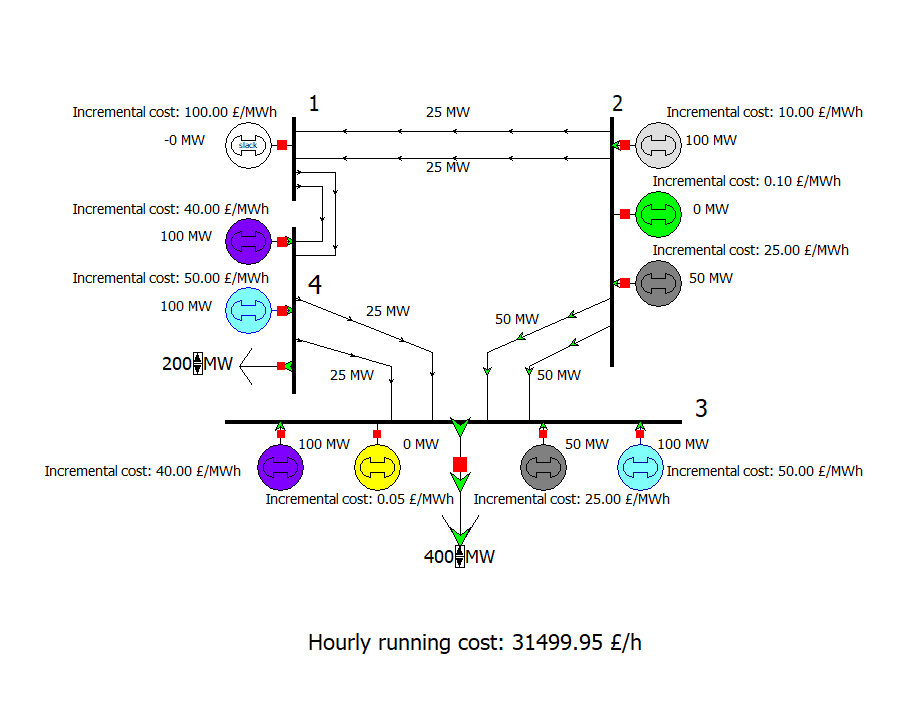 1
2
25 MW
Incremental cost: 100.00 £/MWh
Incremental cost: 10.00 £/MWh
-0 MW
slack
100 MW
25 MW
Incremental cost: 0.10 £/MWh
Incremental cost: 40.00 £/MWh
0 MW
100 MW
Incremental cost: 25.00 £/MWh
Incremental cost: 50.00 £/MWh
4
50 MW
100 MW
25 MW
50 MW
200 MW
25 MW
50 MW
3
100 MW
0 MW
50 MW
100 MW
Incremental cost: 40.00 £/MWh
Incremental cost: 50.00 £/MWh
Incremental cost: 0.05 £/MWh
Incremental cost: 25.00 £/MWh
400 MW
Hourly running cost: 31499.95 £/h